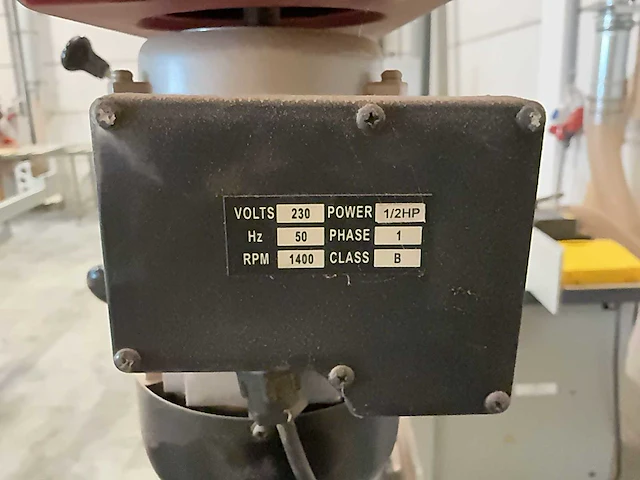 VOLTS 230 POWER 1/2HP
Hz 50 PHASE 1
RPM 1400 CLASS B